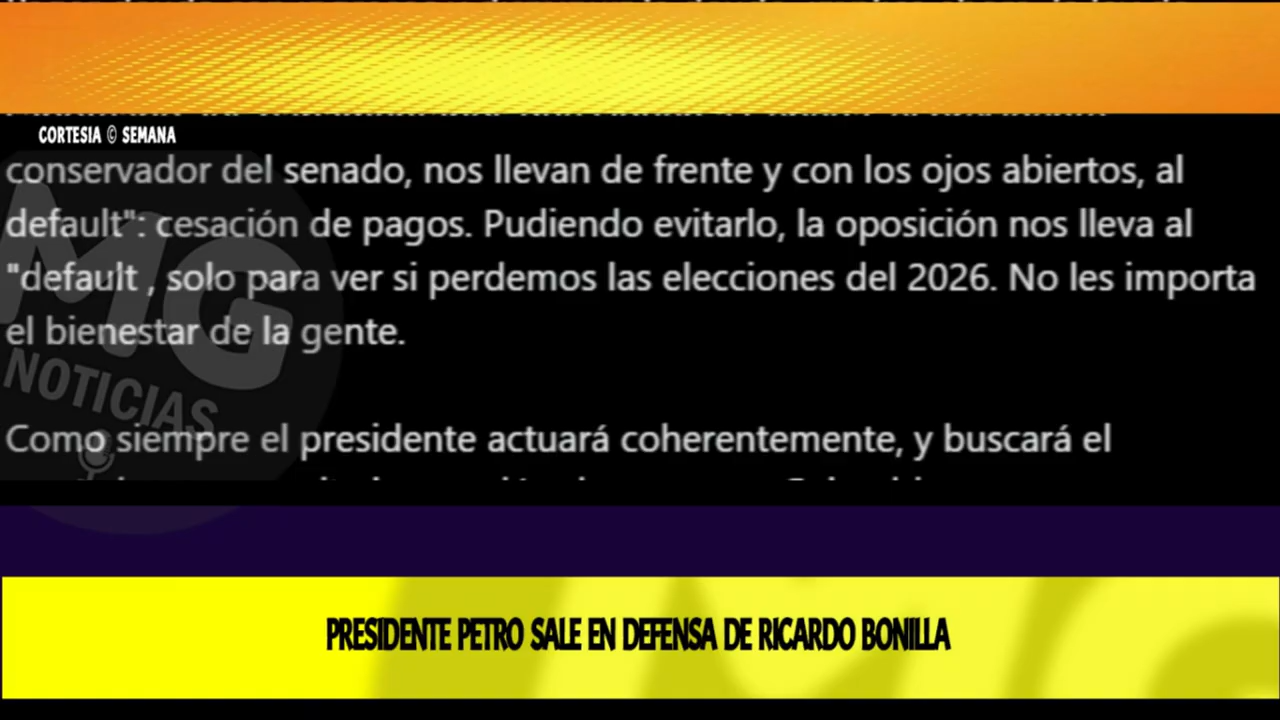 CORTESIA © SEMANA
conservador del senado, nos llevan de frente y con los ojos abiertos, al
default": cesación de pagos. Pudiendo evitarlo, la oposición nos lleva al
"default , solo para ver si perdemos las elecciones del 2026. No les importa
el bienestar de la gente.
MG
NOTICIAS
Como siempre el presidente actuará coherentemente, y buscará el
PRESIDENTE PETRO SALE EN DEFENSA DE RICARDO BONILLA